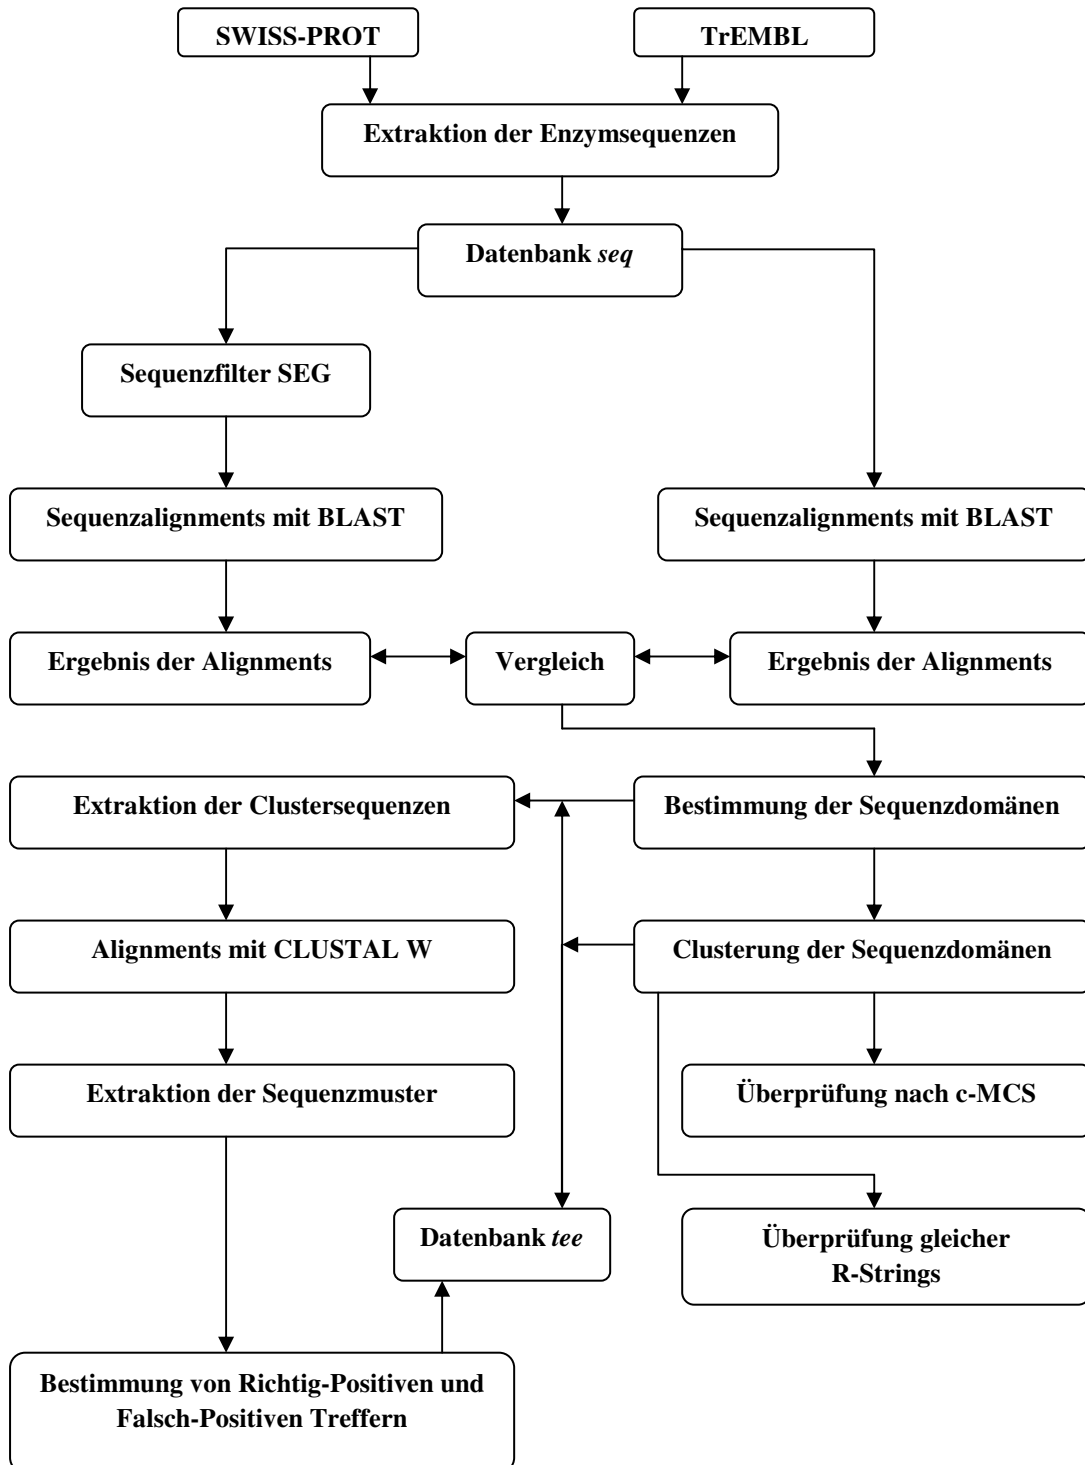 SWISS-PROT
TrEMBL
Extraktion der Enzymsequenzen
Datenbank seq
Sequenzfilter SEG
Sequenzalignments mit BLAST
Sequenzalignments mit BLAST
Ergebnis der Alignments
Vergleich
Ergebnis der Alignments
Extraktion der Clustersequenzen
Bestimmung der Sequenzdomänen
Alignments mit CLUSTAL W
Clusterung der Sequenzdomänen
Extraktion der Sequenzmuster
Überprüfung nach c-MCS
Datenbank tee
Überprüfung gleicher
R-Strings
Bestimmung von Richtig-Positiven und
Falsch-Positiven Treffern